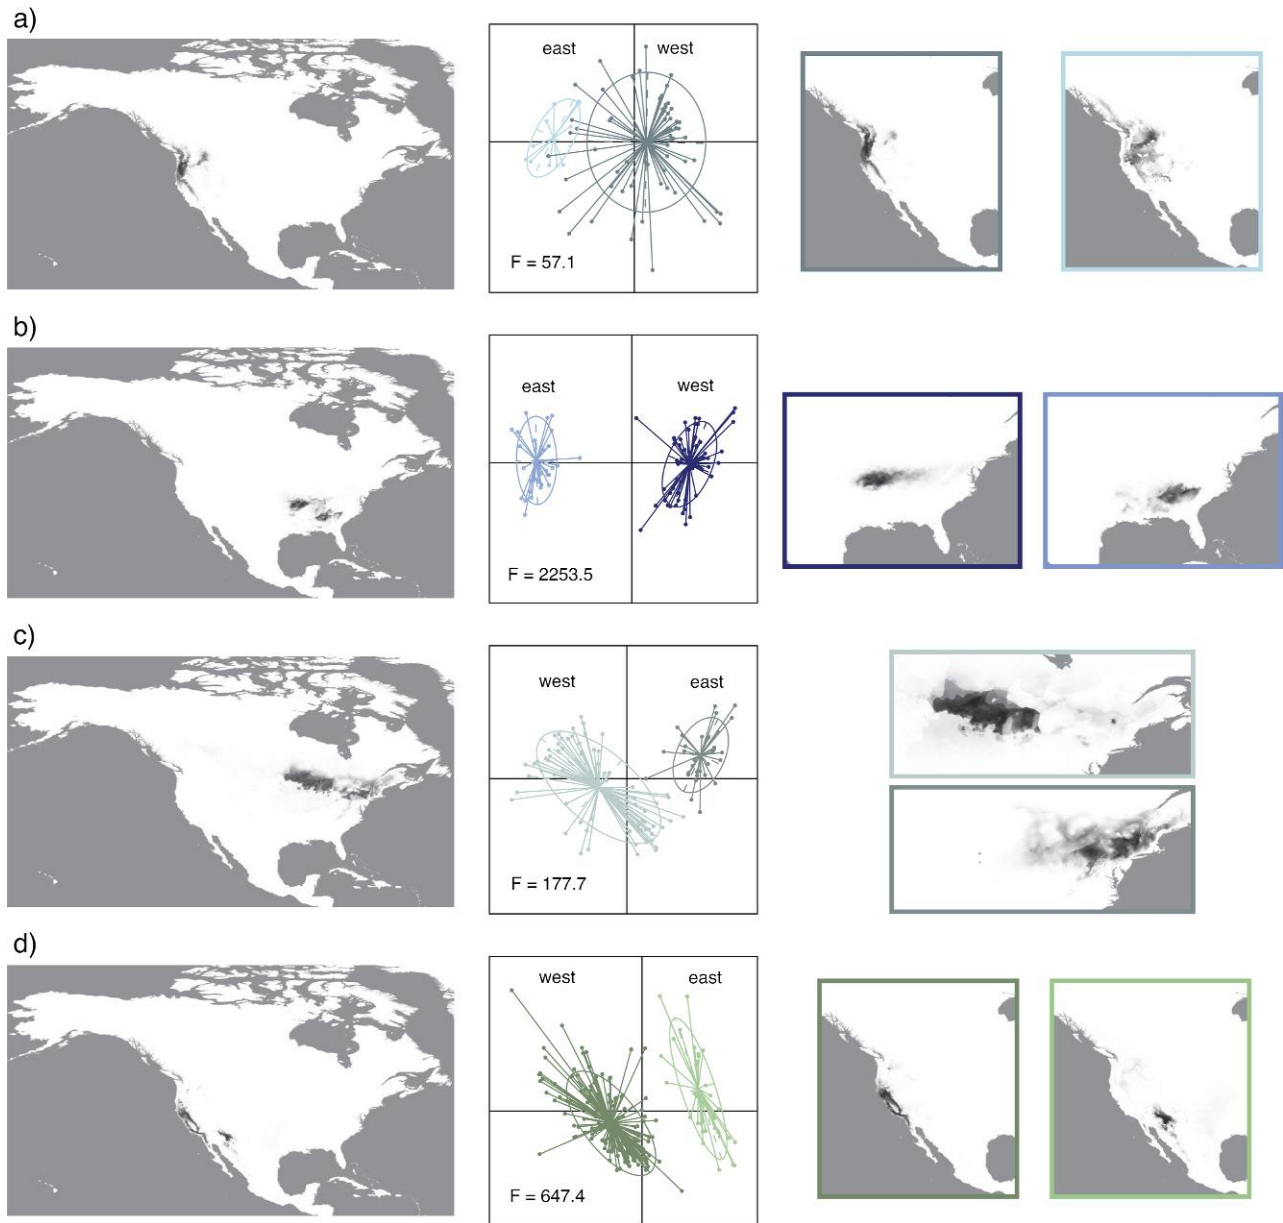 a)
east
west
F = 57.1
b)
east
west
F = 2253.5
c)
west
east
F = 177.7
d)
west
east
F = 647.4